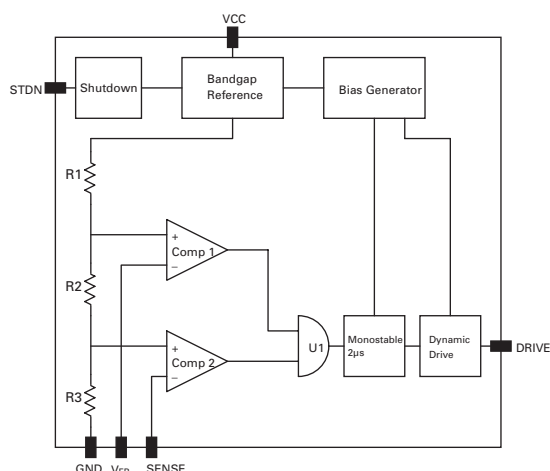 VCC
STDN
Shutdown
Bandgap
Reference
Bias Generator
R1
+
Comp 1
–
R2
U1
Monostable
2µs
Dynamic
Drive
DRIVE
+
Comp 2
–
R3
GND VFB SENSE